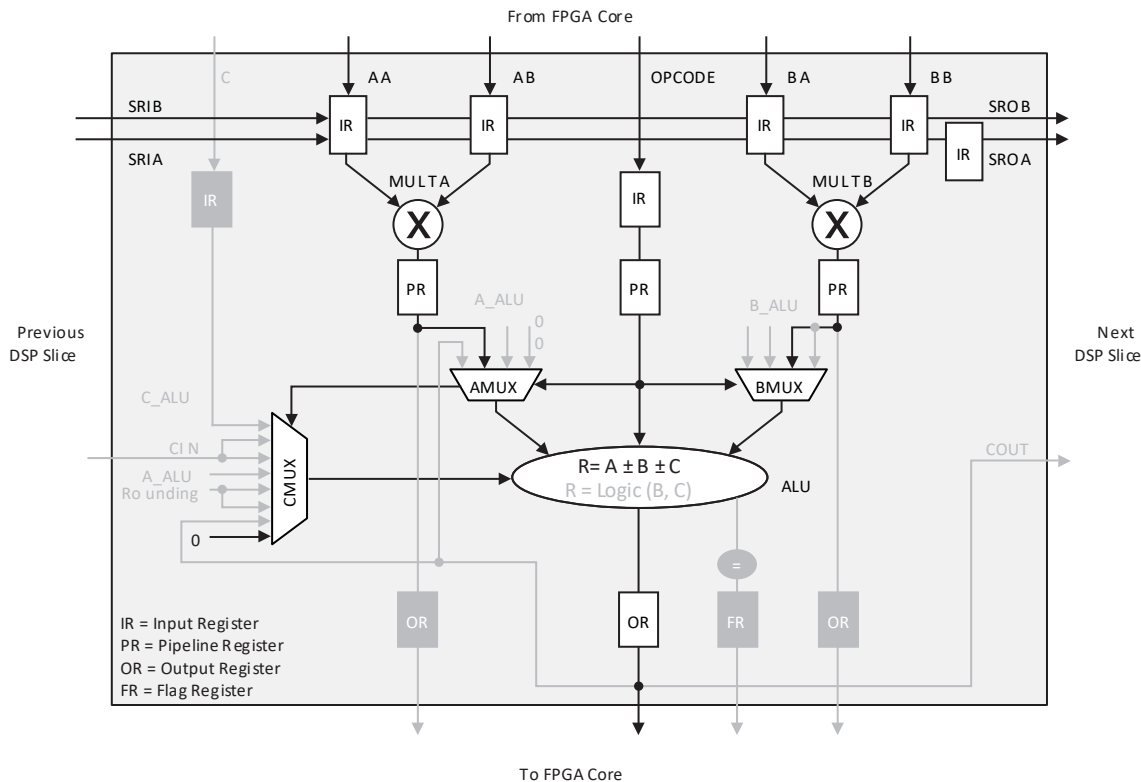 From FPGA Core
C
AA
AB
OPCODE
BA
BB
SRIB
SROB
IR
IR
IR
IR
SRIA
IR
SROA
IR
IR
MULTA
MULTB
X
X
PR
PR
PR
A_ALU
B_ALU
0
0
Previous
DSP Slice
Next
DSP Slice
AMUX
BMUX
C_ALU
CIN
A_ALU
Rounding
CMUX
R= A ± B ± C
R = Logic (B, C)
ALU
COUT
0
=
IR = Input Register
PR = Pipeline Register
OR = Output Register
FR = Flag Register
OR
OR
FR
OR
To FPGA Core